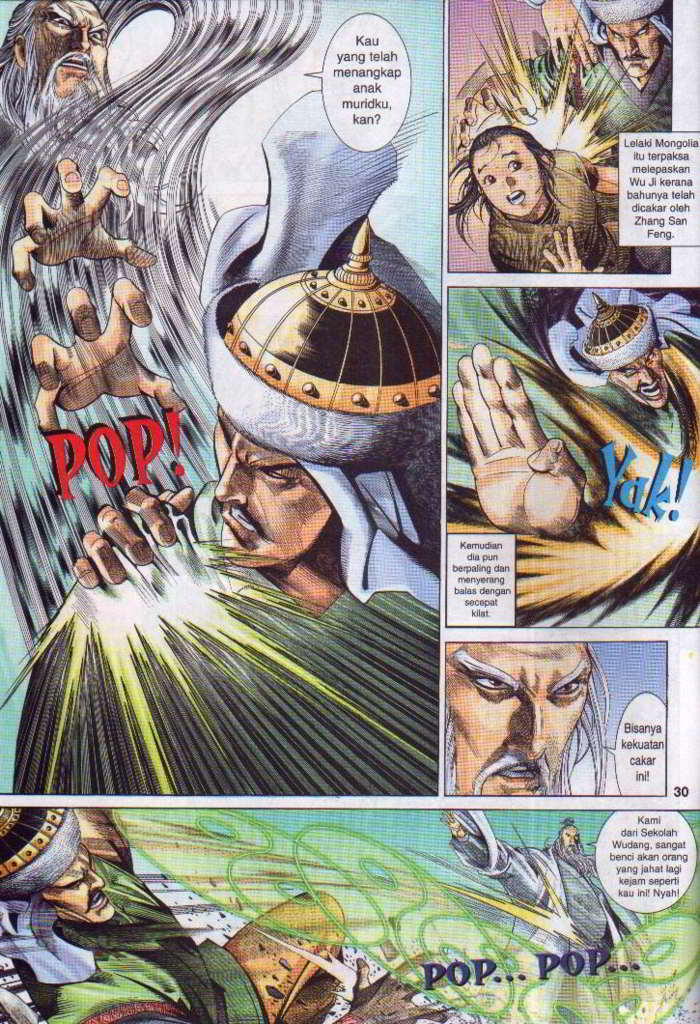 Kau
yang telah
menangkap
anak
muridku,
kan?
POP!
Lelaki Mongolia
itu terpaksa
melepaskan
Wu Ji kerana
bahunya telah
dicakar oleh
Zhang San
Feng.
Yak!
Kemudian
dia pun
berpaling dan
menyerang
balas dengan
secepat
kilat.
Bisanya
kekuatan
cakar
ini!
30
Kami
dari Sekolah
Wudang, sangat
benci akan orang
yang jahat lagi
kejam seperti
kau ini! Nyah!
POP... POP...